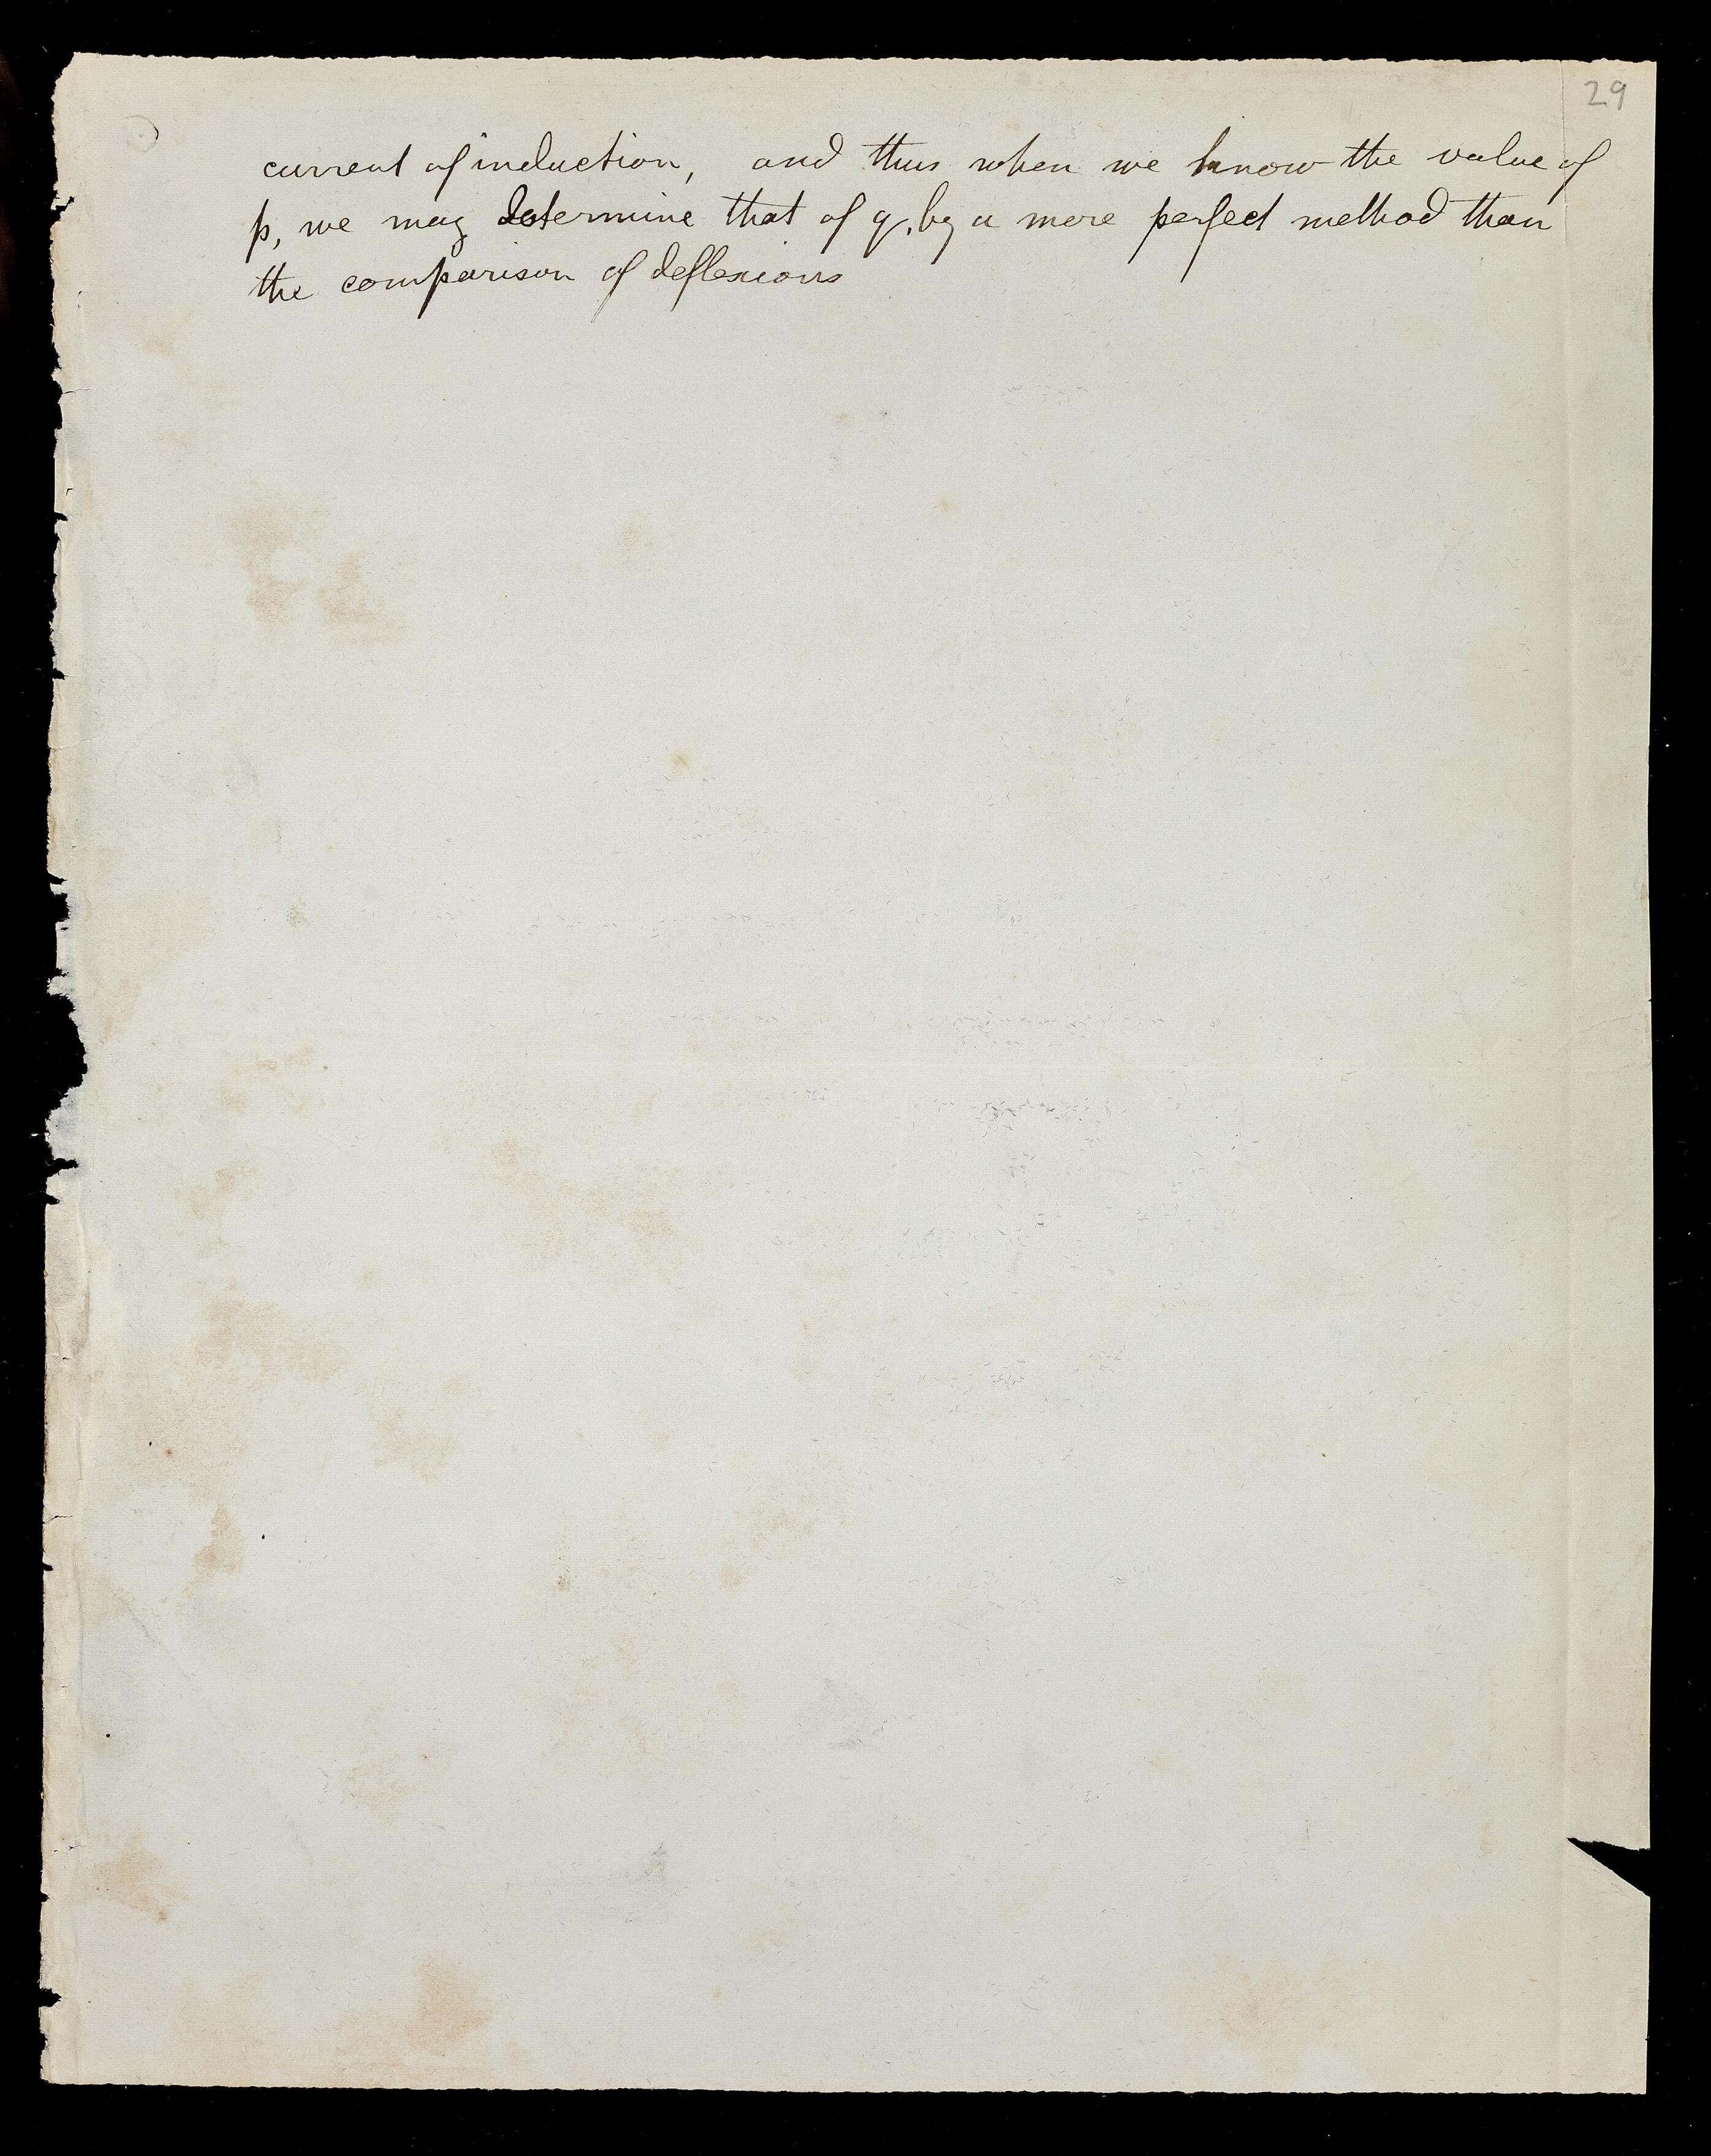 29
current of induction, and thus when we know the value of
p, we may determine that of q, by a more perfect method than
the comparison of deflexions